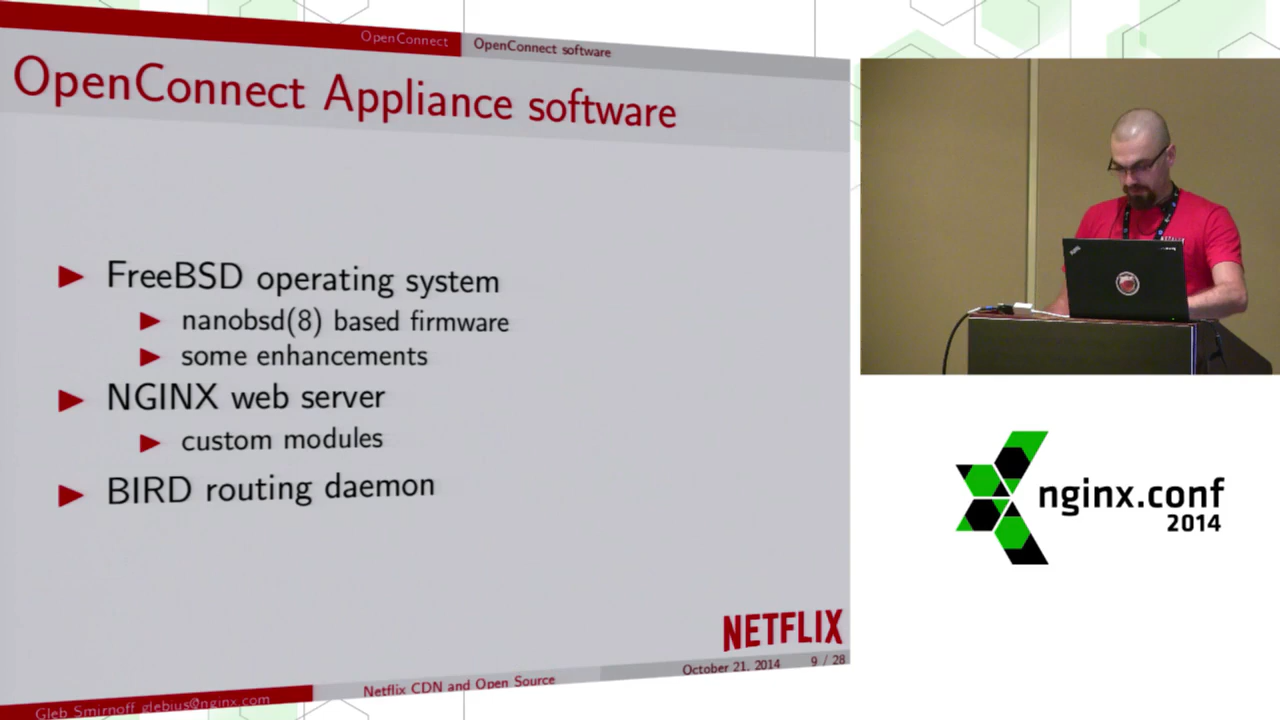 OpenConnect OpenConnect software
OpenConnect Appliance software
FreeBSD operating system
nanobsd(8) based firmware
some enhancements
NGINX web server
custom modules
BIRD routing daemon
NETFLIX
October 21, 2014 9 / 28
Netflix CDN and Open Source
Gleb Smirnoff glebius@nginx.com
nginx.conf
2014